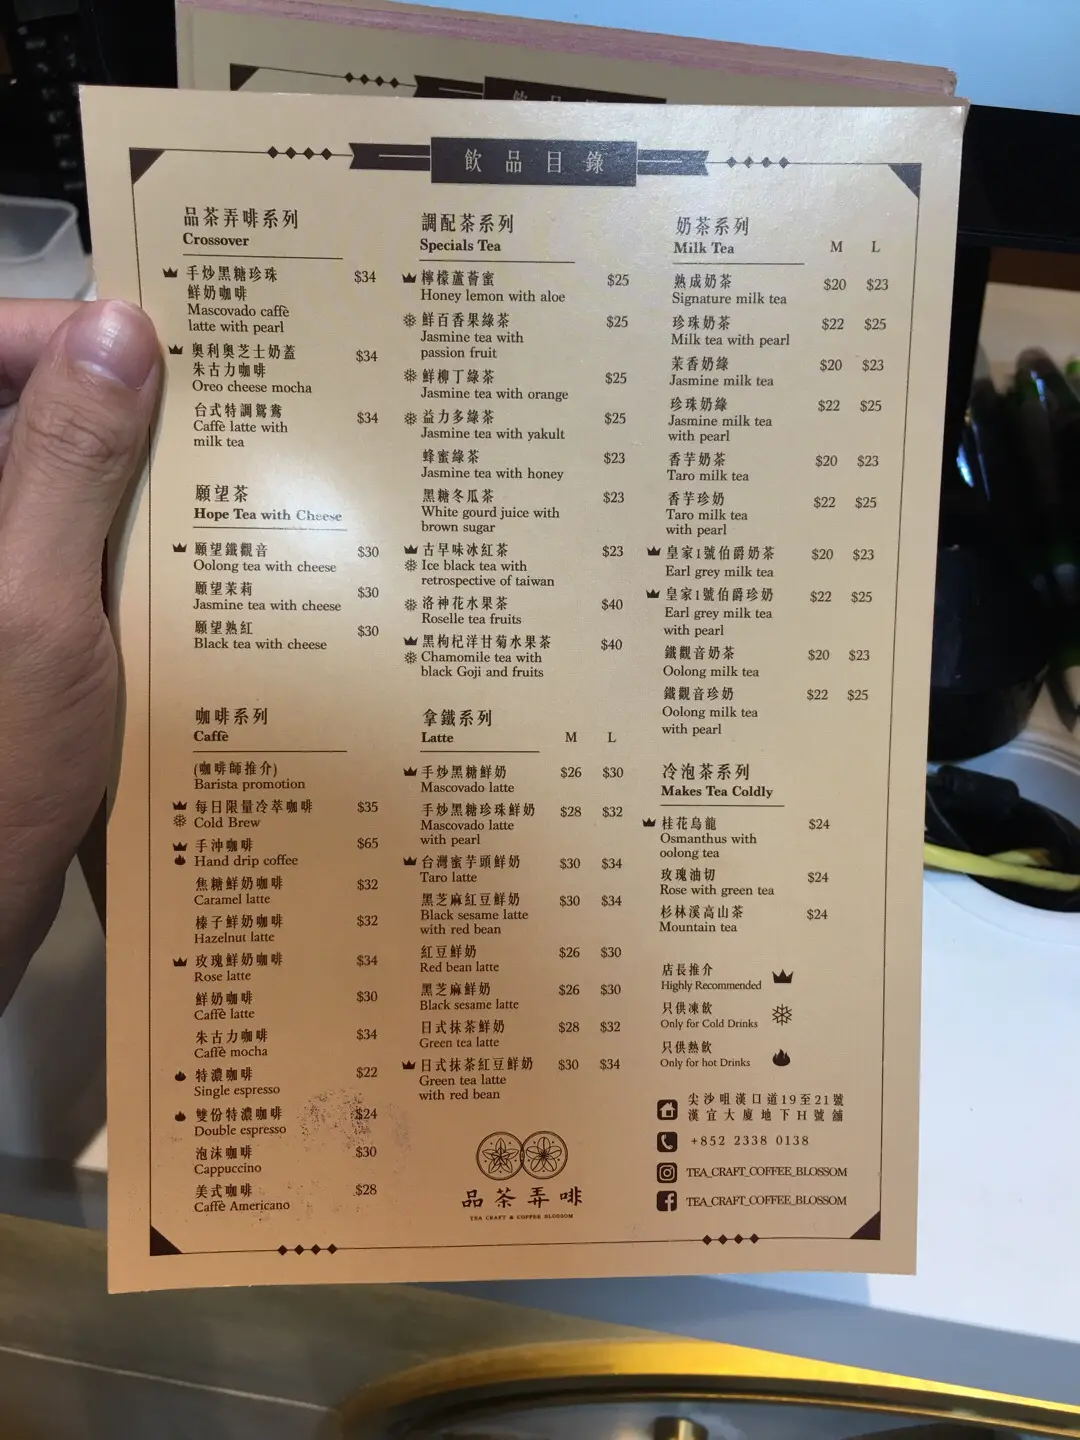 飲品目錄
品茶弄啡系列
Crossover
手炒黑糖珍珠 $34
鮮奶咖啡
Mascovado caffè
latte with pearl
奧利奧芝士奶蓋 $34
朱古力咖啡
Oreo cheese mocha
台式特調鴛鴦 $34
Caffè latte with
milk tea
願望茶
Hope Tea with Cheese
願望鐵觀音 $30
Oolong tea with cheese
願望茉莉 $30
Jasmine tea with cheese
願望熟紅 $30
Black tea with cheese
咖啡系列
Caffè
(咖啡師推介)
Barista promotion
每日限量冷萃咖啡 $35
Cold Brew
手沖咖啡 $65
Hand drip coffee
焦糖鮮奶咖啡 $32
Caramel latte
榛子鮮奶咖啡 $32
Hazelnut latte
玫瑰鮮奶咖啡 $34
Rose latte
鮮奶咖啡 $30
Caffè latte
朱古力咖啡 $34
Caffè mocha
特濃咖啡 $22
Single espresso
雙份特濃咖啡 $24
Double espresso
泡沫咖啡 $30
Cappuccino
美式咖啡 $28
Caffè Americano
調配茶系列
Specials Tea
檸檬蘆薈蜜 $25
Honey lemon with aloe
鮮百香果綠茶 $25
Jasmine tea with
passion fruit
鮮柳丁綠茶 $25
Jasmine tea with orange
益力多綠茶 $25
Jasmine tea with yakult
蜂蜜綠茶 $23
Jasmine tea with honey
黑糖冬瓜茶 $23
White gourd juice with
brown sugar
古早味冰紅茶 $23
Ice black tea with
retrospective of taiwan
洛神花水果茶 $40
Roselle tea fruits
黑枸杞洋甘菊水果茶 $40
Chamomile tea with
black Goji and fruits
拿鐵系列
Latte M L
手炒黑糖鮮奶 $26 $30
Mascovado latte
手炒黑糖珍珠鮮奶 $28 $32
Mascovado latte
with pearl
台灣蜜芋頭鮮奶 $30 $34
Taro latte
黑芝麻紅豆鮮奶 $30 $34
Black sesame latte
with red bean
紅豆鮮奶 $26 $30
Red bean latte
黑芝麻鮮奶 $26 $30
Black sesame latte
日式抹茶鮮奶 $28 $32
Green tea latte
日式抹茶紅豆鮮奶 $30 $34
Green tea latte
with red bean
品茶弄啡
TEA CRAFT & COFFEE BLOSSOM
奶茶系列
Milk Tea M L
熟成奶茶 $20 $23
Signature milk tea
珍珠奶茶 $22 $25
Milk tea with pearl
茉香奶綠 $20 $23
Jasmine milk tea
珍珠奶綠 $22 $25
Jasmine milk tea
with pearl
香芋奶茶 $20 $23
Taro milk tea
香芋珍奶 $22 $25
Taro milk tea
with pearl
皇家1號伯爵奶茶 $20 $23
Earl grey milk tea
皇家1號伯爵珍奶 $22 $25
Earl grey milk tea
with pearl
鐵觀音奶茶 $20 $23
Oolong milk tea
鐵觀音珍奶 $22 $25
Oolong milk tea
with pearl
冷泡茶系列
Makes Tea Coldly
桂花烏龍 $24
Osmanthus with
oolong tea
玫瑰油切 $24
Rose with green tea
杉林溪高山茶 $24
Mountain tea
店長推介
Highly Recommended
只供凍飲
Only for Cold Drinks
只供熱飲
Only for hot Drinks
尖沙咀漢口道19至21號
漢宜大廈地下H號舖
+852 2338 0138
TEA_CRAFT_COFFEE_BLOSSOM
TEA_CRAFT_COFFEE_BLOSSOM